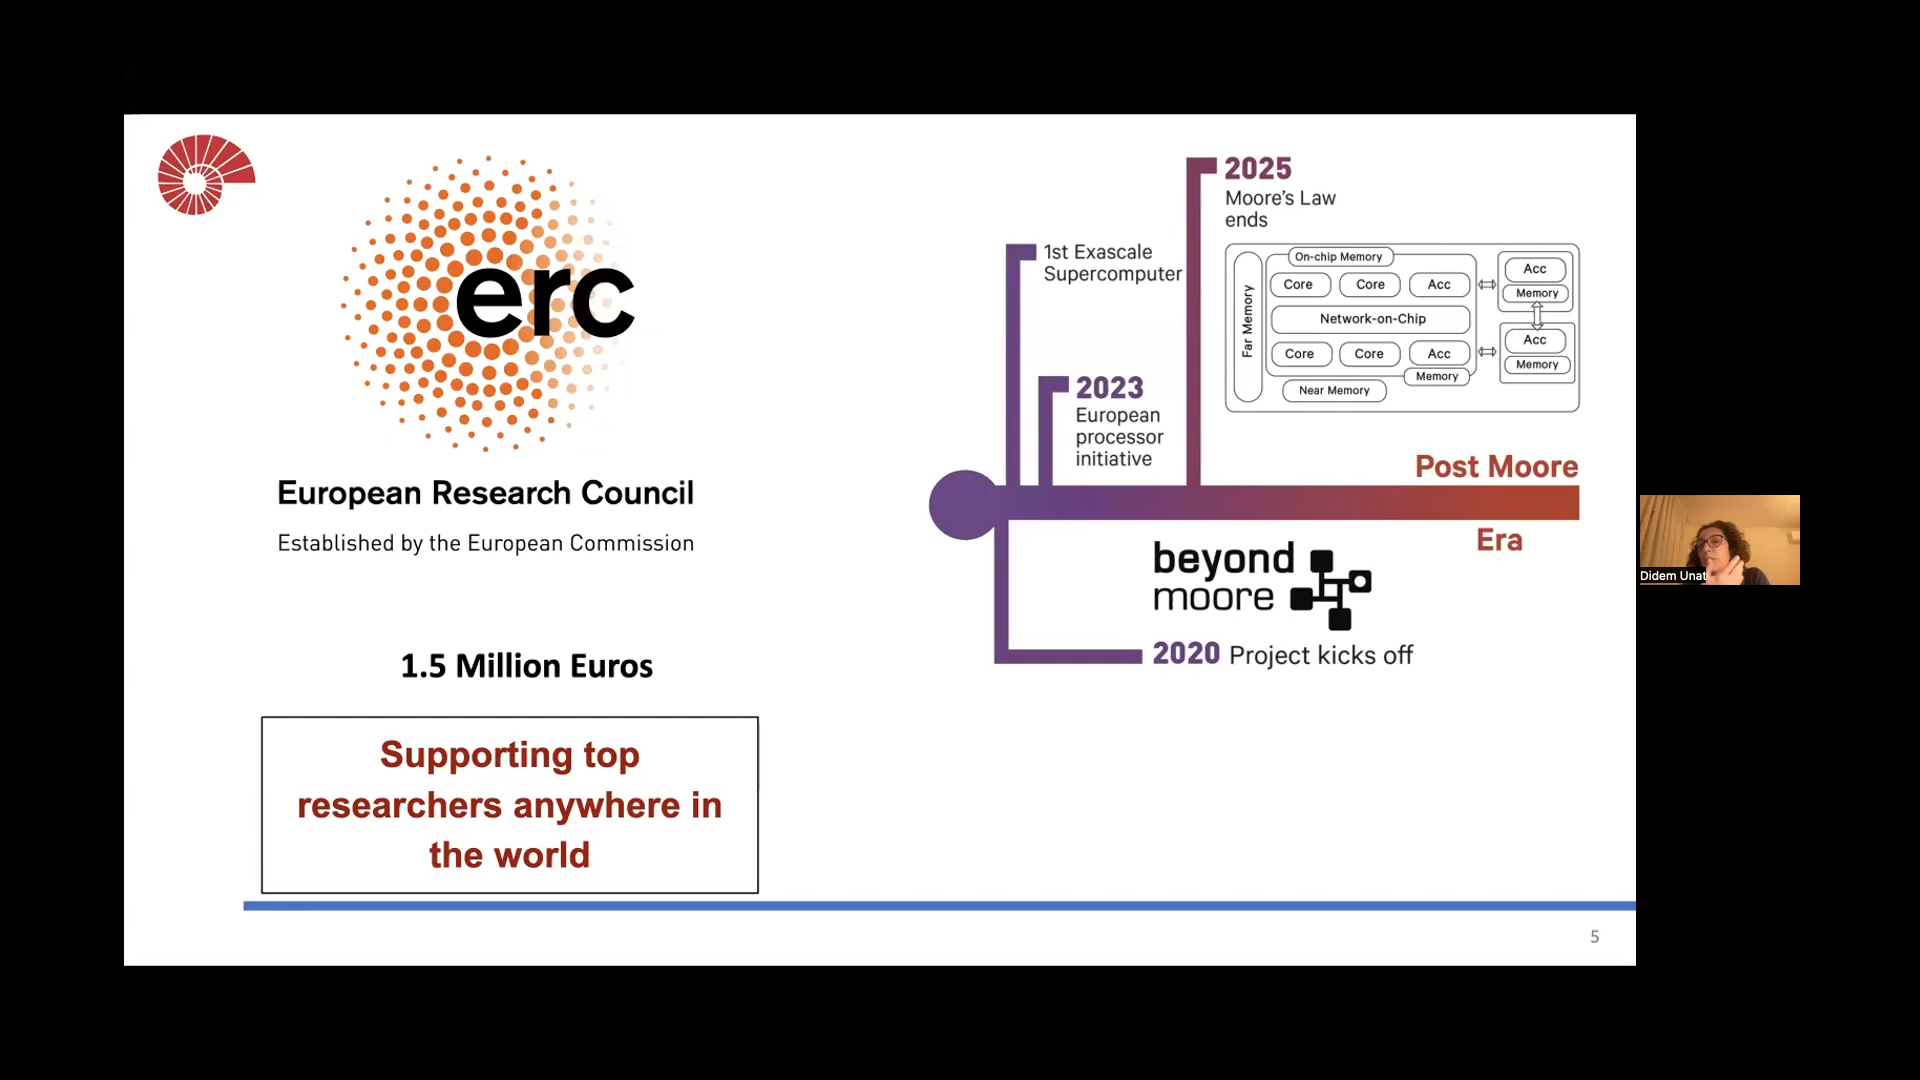 erc
European Research Council
Established by the European Commission
1.5 Million Euros
Supporting top
researchers anywhere in
the world
2025
Moore's Law
ends
1st Exascale
Supercomputer
2023
European
processor
initiative
Far Memory
On-chip Memory
Core
Core
Acc
Network-on-Chip
Core
Core
Acc
Memory
Near Memory
Acc
Memory
Acc
Memory
Post Moore
Era
beyond
moore
2020 Project kicks off
5
Didem Unat